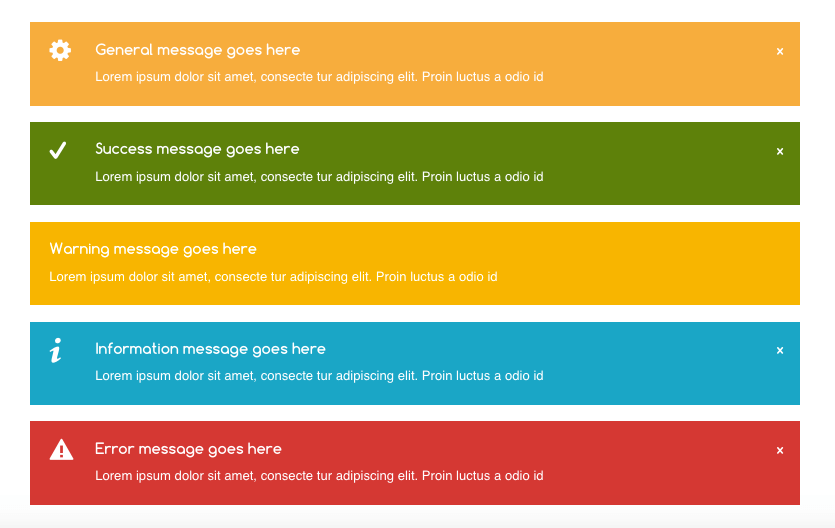 General message goes here
x
Lorem ipsum dolor sit amet, consecte tur adipiscing elit. Proin luctus a odio id
Success message goes here
x
Lorem ipsum dolor sit amet, consecte tur adipiscing elit. Proin luctus a odio id
Warning message goes here
Lorem ipsum dolor sit amet, consecte tur adipiscing elit. Proin luctus a odio id
Information message goes here
x
Lorem ipsum dolor sit amet, consecte tur adipiscing elit. Proin luctus a odio id
Error message goes here
x
Lorem ipsum dolor sit amet, consecte tur adipiscing elit. Proin luctus a odio id